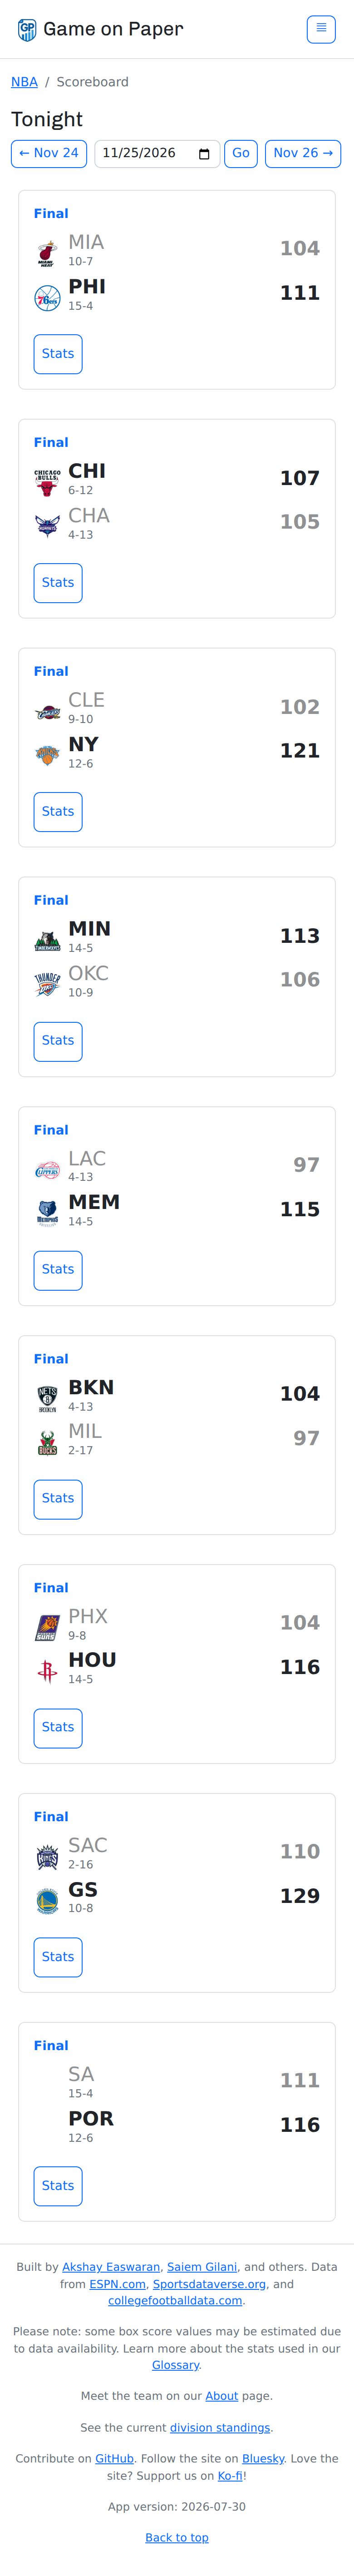 GP Game on Paper
NBA / Scoreboard
Tonight
← Nov 24 11/25/2026 Go Nov 26 →
Final
MIA 104
10-7
PHI 111
15-4
Stats
Final
CHI 107
6-12
CHA 105
4-13
Stats
Final
CLE 102
9-10
NY 121
12-6
Stats
Final
MIN 113
14-5
OKC 106
10-9
Stats
Final
LAC 97
4-13
MEM 115
14-5
Stats
Final
BKN 104
4-13
MIL 97
2-17
Stats
Final
PHX 104
9-8
HOU 116
14-5
Stats
Final
SAC 110
2-16
GS 129
10-8
Stats
Final
SA 111
15-4
POR 116
12-6
Stats
Built by Akshay Easwaran, Saiem Gilani, and others. Data
from ESPN.com, Sportsdataverse.org, and
collegefootballdata.com.
Please note: some box score values may be estimated due
to data availability. Learn more about the stats used in our
Glossary.
Meet the team on our About page.
See the current division standings.
Contribute on GitHub. Follow the site on Bluesky. Love the
site? Support us on Ko-fi!
App version: 2026-07-30
Back to top